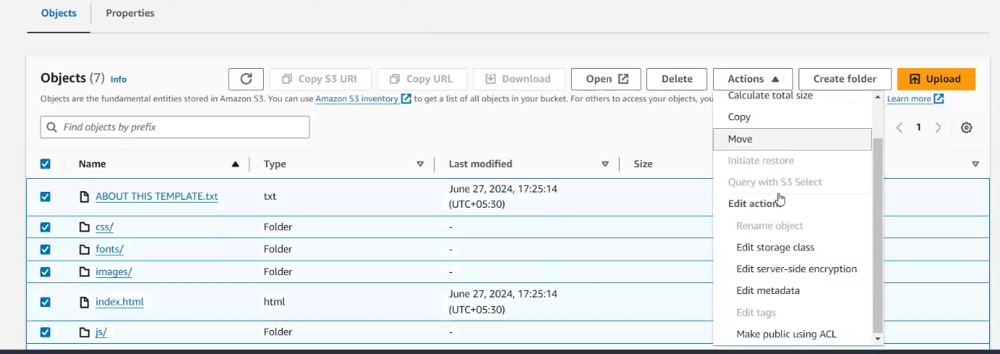 Objects Properties
Objects (7) Info Copy S3 URI Copy URL Download Open Delete Actions Create folder Upload
Objects are the fundamental entities stored in Amazon S3. You can use Amazon S3 inventory to get a list of all objects in your bucket. For others to access your objects, you Learn more
Calculate total size
Copy
Find objects by prefix 1
Move
Initiate restore
Name Type Last modified Size
Query with S3 Select
ABOUT THIS TEMPLATE.txt txt June 27, 2024, 17:25:14
(UTC+05:30)
Edit action
css/ Folder -
Rename object
fonts/ Folder -
Edit storage class
images/ Folder -
Edit server-side encryption
Edit metadata
index.html html June 27, 2024, 17:25:14
(UTC+05:30)
Edit tags
js/ Folder -
Make public using ACL